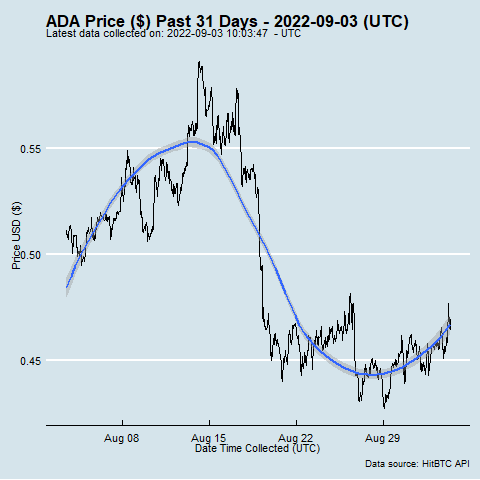 ADA Price ($) Past 31 Days - 2022-09-03 (UTC)
Latest data collected on: 2022-09-03 10:03:47 - UTC
Price USD ($)
0.55
0.50
0.45
Aug 08
Aug 15
Aug 22
Aug 29
Date Time Collected (UTC)
Data source: HitBTC API